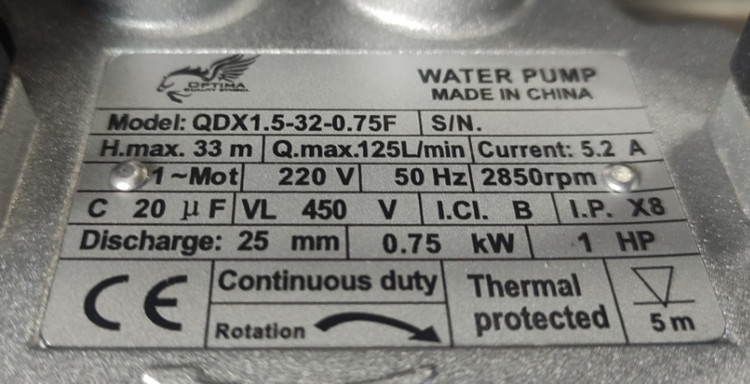 OPTIMA
WATER PUMP
MADE IN CHINA
Model: QDX1.5-32-0.75F S/N.
H.max. 33 m Q.max.125L/min Current: 5.2 A
1~Mot 220 V 50 Hz 2850rpm
C 20 µF VL 450 V I.Cl. B I.P. X8
Discharge: 25 mm 0.75 kW 1 HP
CE Continuous duty Thermal protected
Rotation 5m